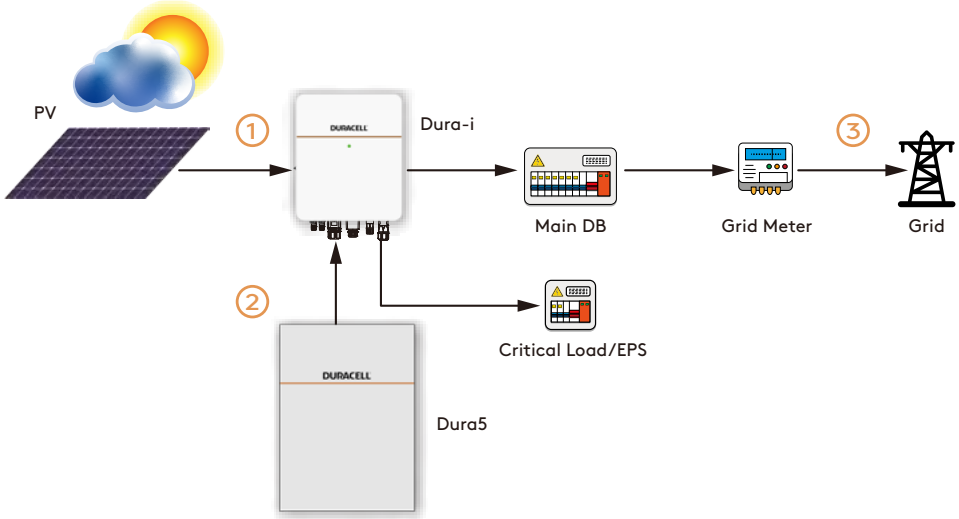 PV
1
DURACELL
Dura-i
3
Main DB
Grid Meter
Grid
2
Critical Load/EPS
DURACELL
Dura5